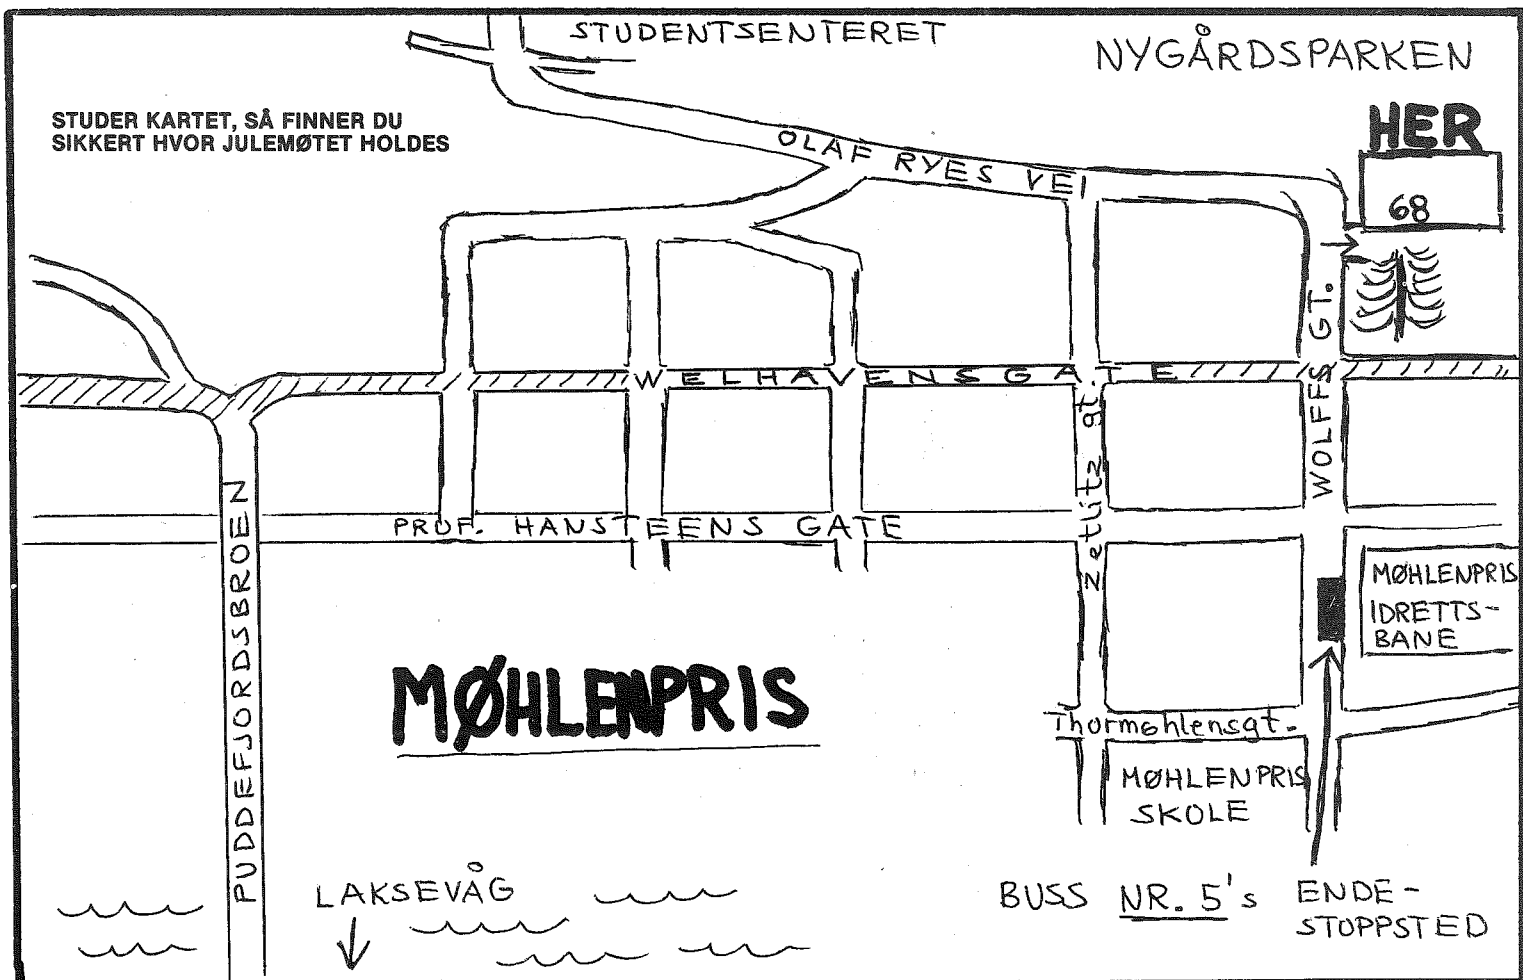 STUDENTSENTERET
NYGÅRDSPARKEN
STUDER KARTET, SÅ FINNER DU
SIKKERT HVOR JULEMØTET HOLDES
HER
68
OLAF RYES VEI
WOLFFS GT.
WELHAVENSGATE
Zetlitz gt.
PROF. HANSTEENS GATE
PUDDEFJORDSBROEN
MØHLENPRIS
IDRETTS-
BANE
MØHLENPRIS
Thormøhlensgt.
MØHLENPRIS
SKOLE
LAKSEVÅG
BUSS NR. 5's ENDE-
STOPPSTED